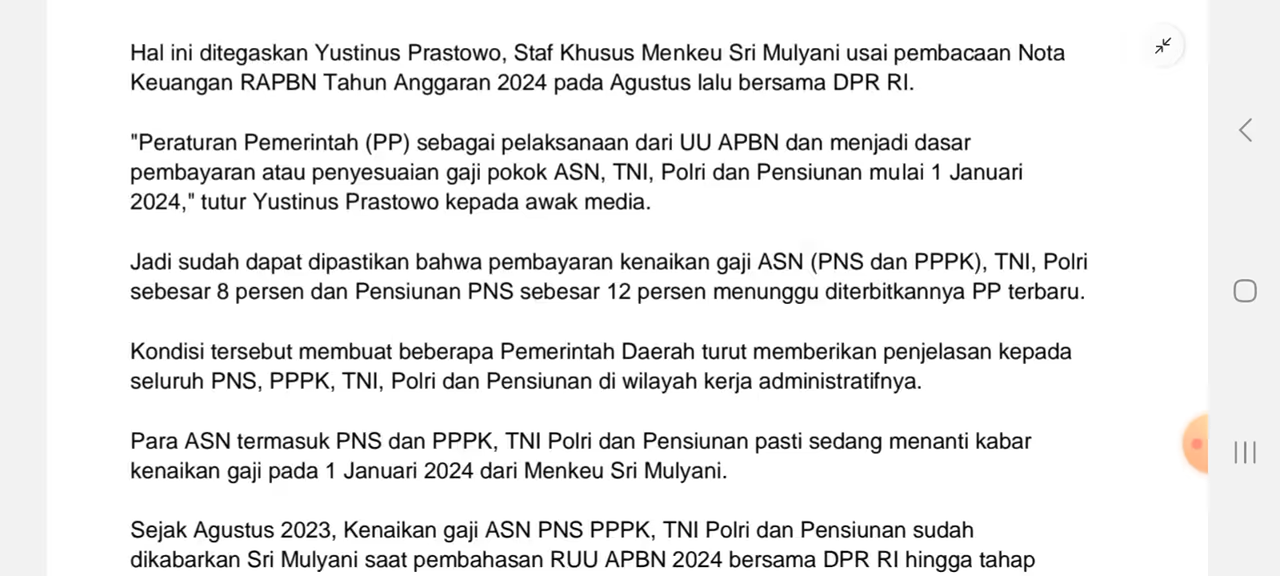 Hal ini ditegaskan Yustinus Prastowo, Staf Khusus Menkeu Sri Mulyani usai pembacaan Nota
Keuangan RAPBN Tahun Anggaran 2024 pada Agustus lalu bersama DPR RI.
"Peraturan Pemerintah (PP) sebagai pelaksanaan dari UU APBN dan menjadi dasar
pembayaran atau penyesuaian gaji pokok ASN, TNI, Polri dan Pensiunan mulai 1 Januari
2024," tutur Yustinus Prastowo kepada awak media.
Jadi sudah dapat dipastikan bahwa pembayaran kenaikan gaji ASN (PNS dan PPPK), TNI, Polri
sebesar 8 persen dan Pensiunan PNS sebesar 12 persen menunggu diterbitkannya PP terbaru.
Kondisi tersebut membuat beberapa Pemerintah Daerah turut memberikan penjelasan kepada
seluruh PNS, PPPK, TNI, Polri dan Pensiunan di wilayah kerja administratifnya.
Para ASN termasuk PNS dan PPPK, TNI Polri dan Pensiunan pasti sedang menanti kabar
kenaikan gaji pada 1 Januari 2024 dari Menkeu Sri Mulyani.
Sejak Agustus 2023, Kenaikan gaji ASN PNS PPPK, TNI Polri dan Pensiunan sudah
dikabarkan Sri Mulyani saat pembahasan RUU APBN 2024 bersama DPR RI hingga tahap